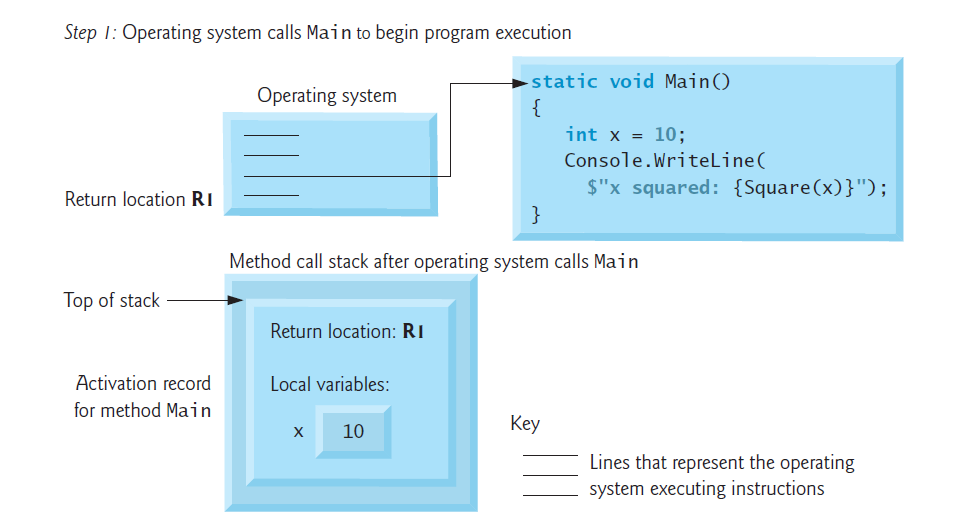 Step 1: Operating system calls Main to begin program execution
Operating system
Return location R1
static void Main()
{
int x = 10;
Console.WriteLine(
$"x squared: {Square(x)}");
}
Method call stack after operating system calls Main
Top of stack
Return location: R1
Activation record
for method Main
Local variables:
x 10
Key
Lines that represent the operating
system executing instructions